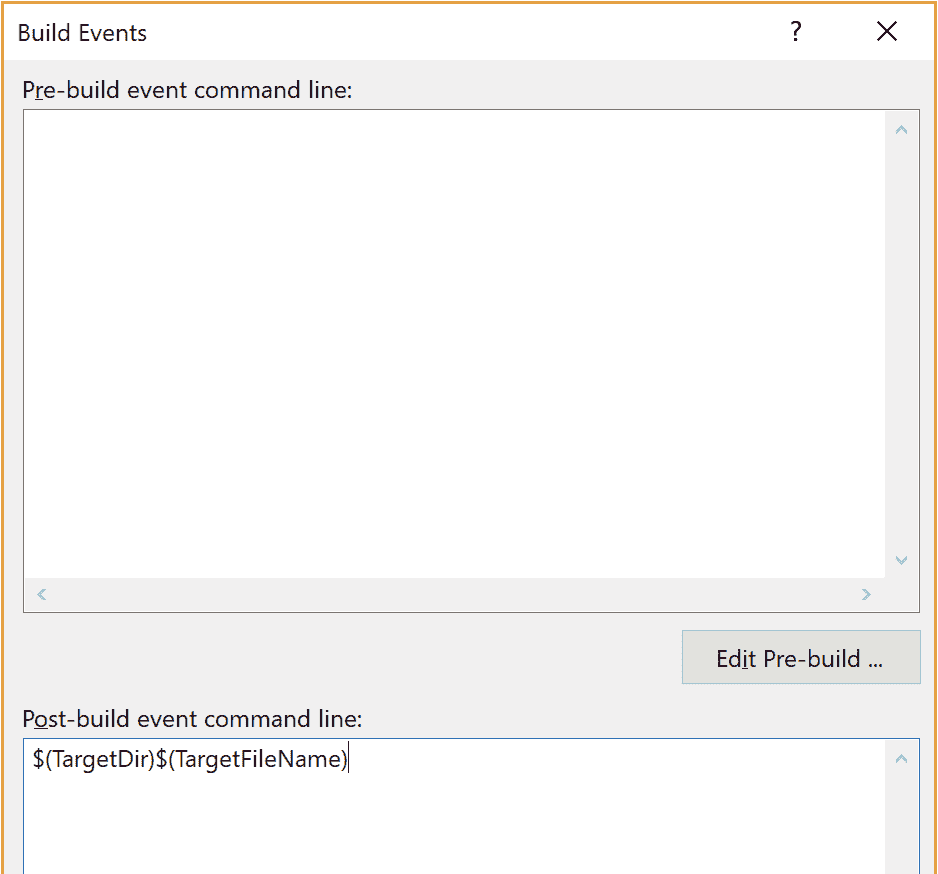 Build Events ?
Pre-build event command line:
Edit Pre-build ...
Post-build event command line:
$(TargetDir)$(TargetFileName)